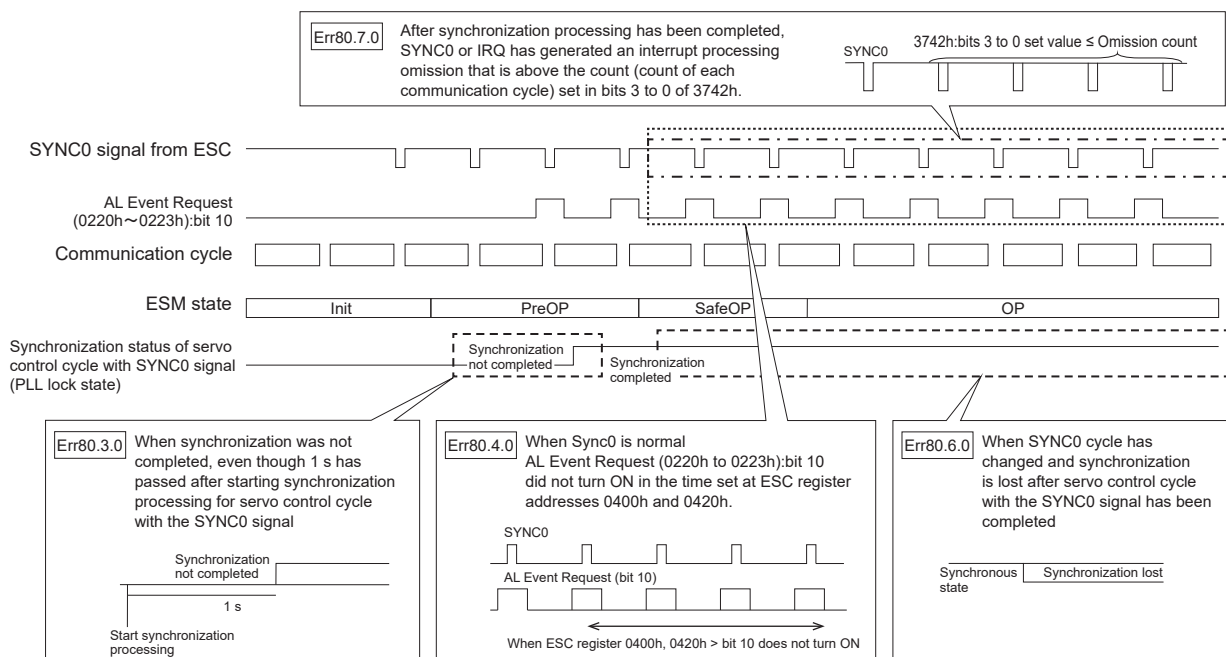 Err80.7.0
After synchronization processing has been completed,
SYNC0 or IRQ has generated an interrupt processing
omission that is above the count (count of each
communication cycle) set in bits 3 to 0 of 3742h.
SYNC0
3742h:bits 3 to 0 set value ≤ Omission count
SYNC0 signal from ESC
AL Event Request
(0220h~0223h):bit 10
Communication cycle
ESM state
Init
PreOP
SafeOP
OP
Synchronization status of servo
control cycle with SYNC0 signal
(PLL lock state)
Synchronization
not completed
Synchronization
completed
Err80.3.0
When synchronization was not
completed, even though 1 s has
passed after starting synchronization
processing for servo control cycle
with the SYNC0 signal
Synchronization
not completed
1 s
Start synchronization
processing
Err80.4.0
When Sync0 is normal
AL Event Request (0220h to 0223h):bit 10
did not turn ON in the time set at ESC register
addresses 0400h and 0420h.
SYNC0
AL Event Request (bit 10)
When ESC register 0400h, 0420h > bit 10 does not turn ON
Err80.6.0
When SYNC0 cycle has
changed and synchronization
is lost after servo control cycle
with the SYNC0 signal has been
completed
Synchronous
state
Synchronization lost